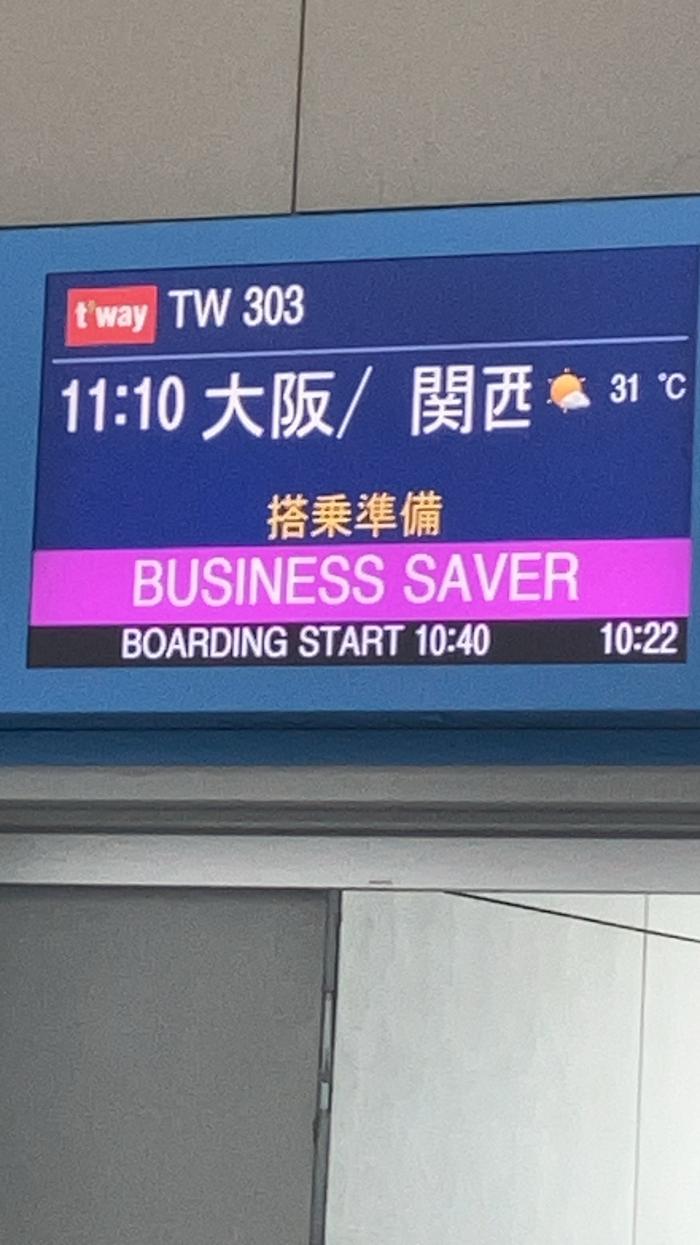 t'way TW 303
11:10 大阪/ 関西 31 °C
搭乗準備
BUSINESS SAVER
BOARDING START 10:40 10:22